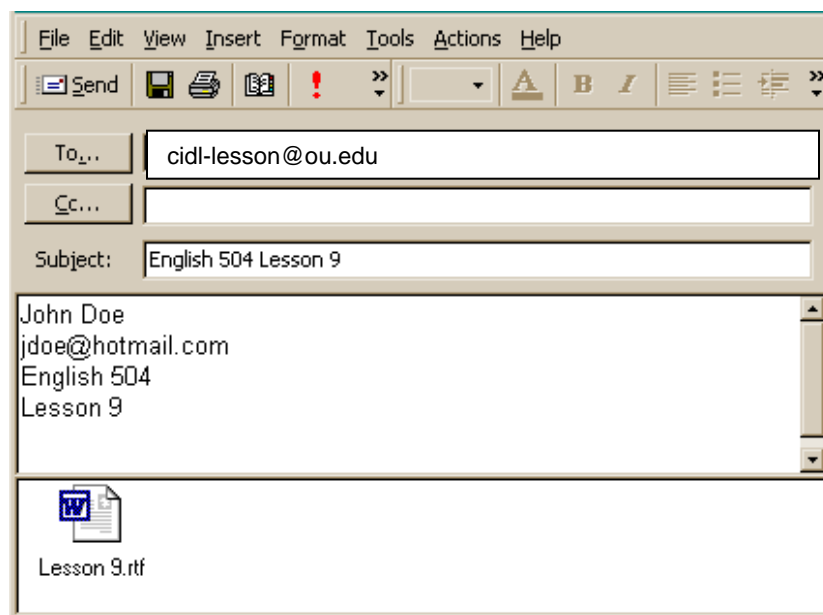 File Edit View Insert Format Tools Actions Help
Send A B I
To... cidl-lesson@ou.edu
Cc...
Subject: English 504 Lesson 9
John Doe
jdoe@hotmail.com
English 504
Lesson 9
Lesson 9.rtf